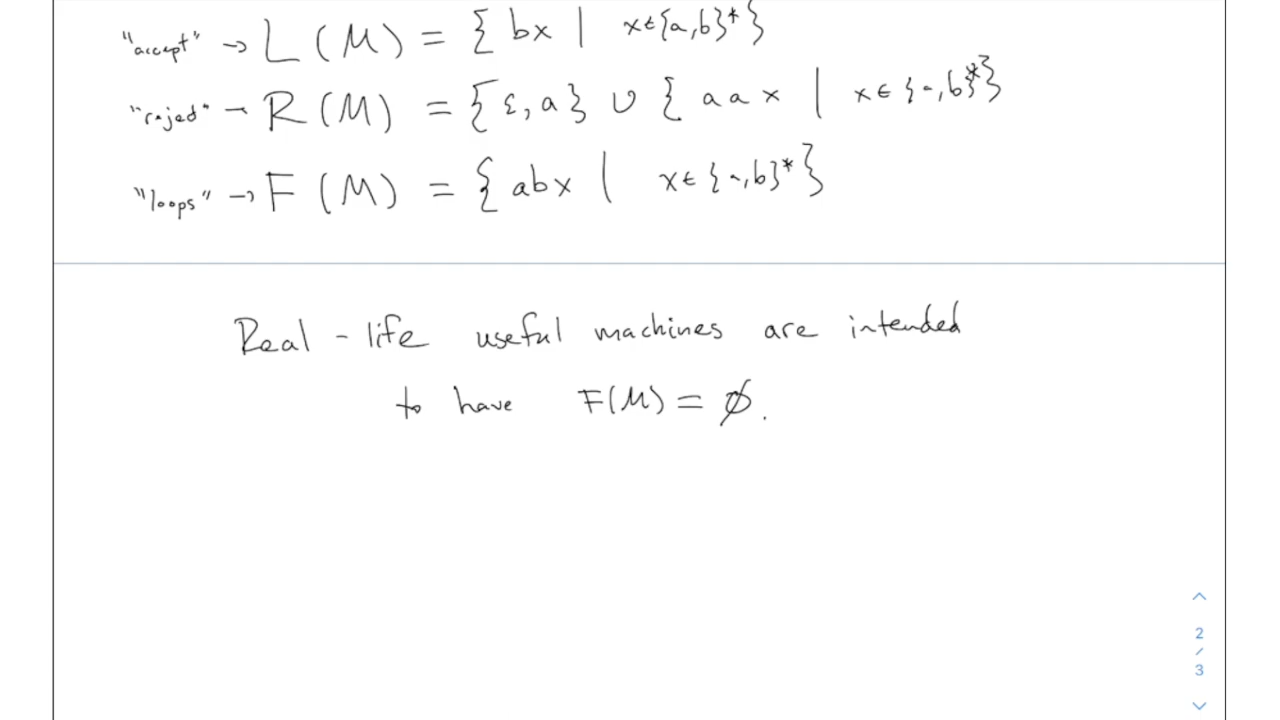 "accept" → L(M) = { bx | x∈{a,b}* }
"reject" → R(M) = {ε,a} ∪ { aax | x∈{a,b}* }
"loops" → F(M) = { abx | x∈{a,b}* }
Real-life useful machines are intended
to have F(M) = ∅.
2
/
3